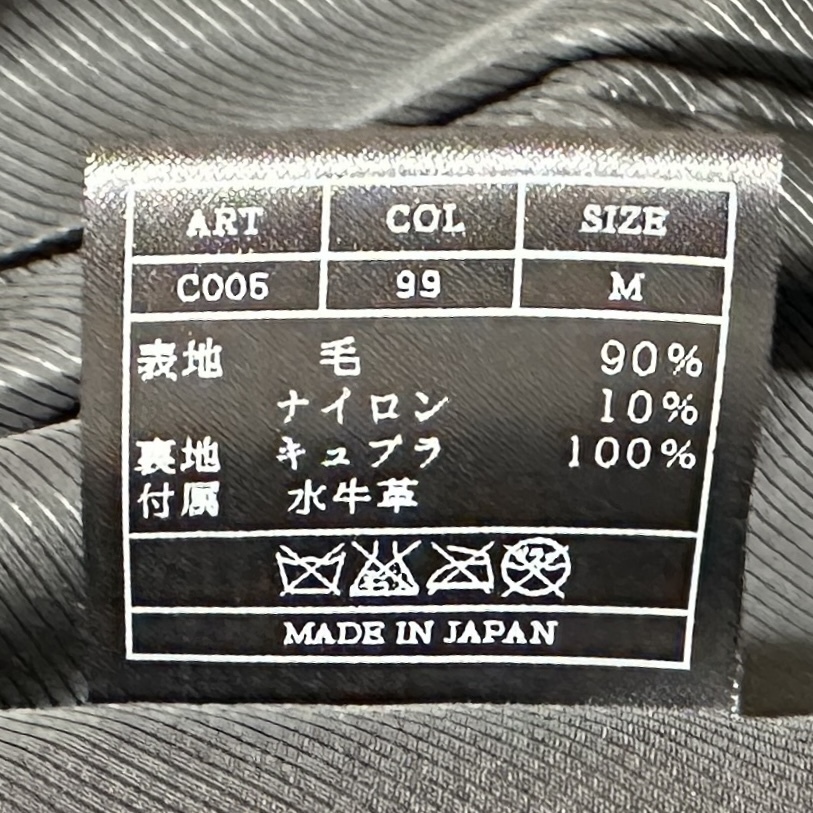 ART COL SIZE
C005 99 M
表地 毛 90%
ナイロン 10%
裏地 キュプラ 100%
付属 水牛革
MADE IN JAPAN